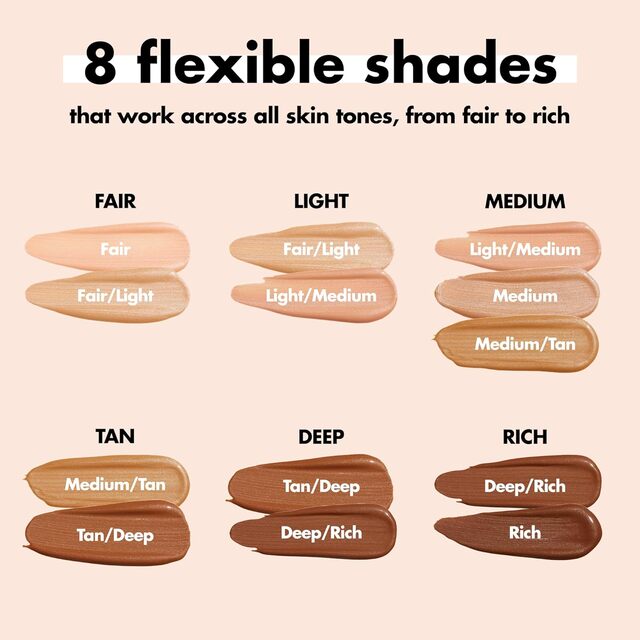 8 flexible shades
that work across all skin tones, from fair to rich
FAIR
Fair
Fair/Light
LIGHT
Fair/Light
Light/Medium
MEDIUM
Light/Medium
Medium
Medium/Tan
TAN
Medium/Tan
Tan/Deep
DEEP
Tan/Deep
Deep/Rich
RICH
Deep/Rich
Rich